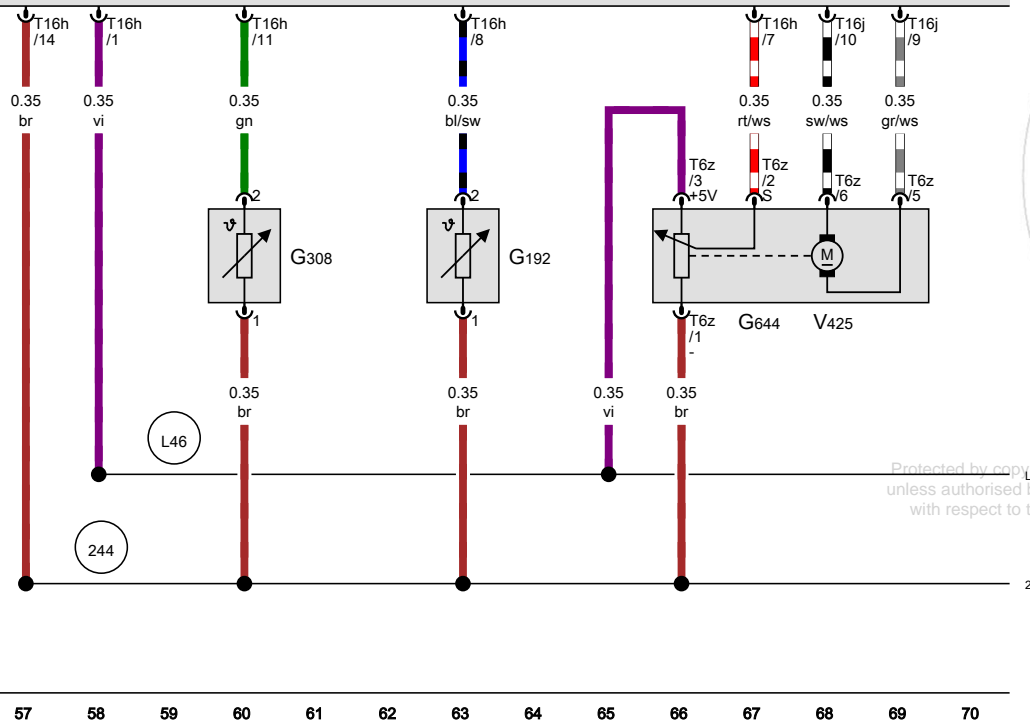 T16h
/14
T16h
/1
T16h
/11
T16h
/8
T16h
/7
T16j
/10
T16j
/9
0.35
br
0.35
vi
0.35
gn
0.35
bl/sw
0.35
rt/ws
0.35
sw/ws
0.35
gr/ws
T6z
/3
+5V
T6z
/2
S
T6z
/6
T6z
/5
2
ϑ
G308
1
2
ϑ
G192
1
M
T6z
/1
-
G644
V425
0.35
br
0.35
br
0.35
vi
0.35
br
L46
Protected by copy
unless authorised b
with respect to t
L
244
2
57 58 59 60 61 62 63 64 65 66 67 68 69 70